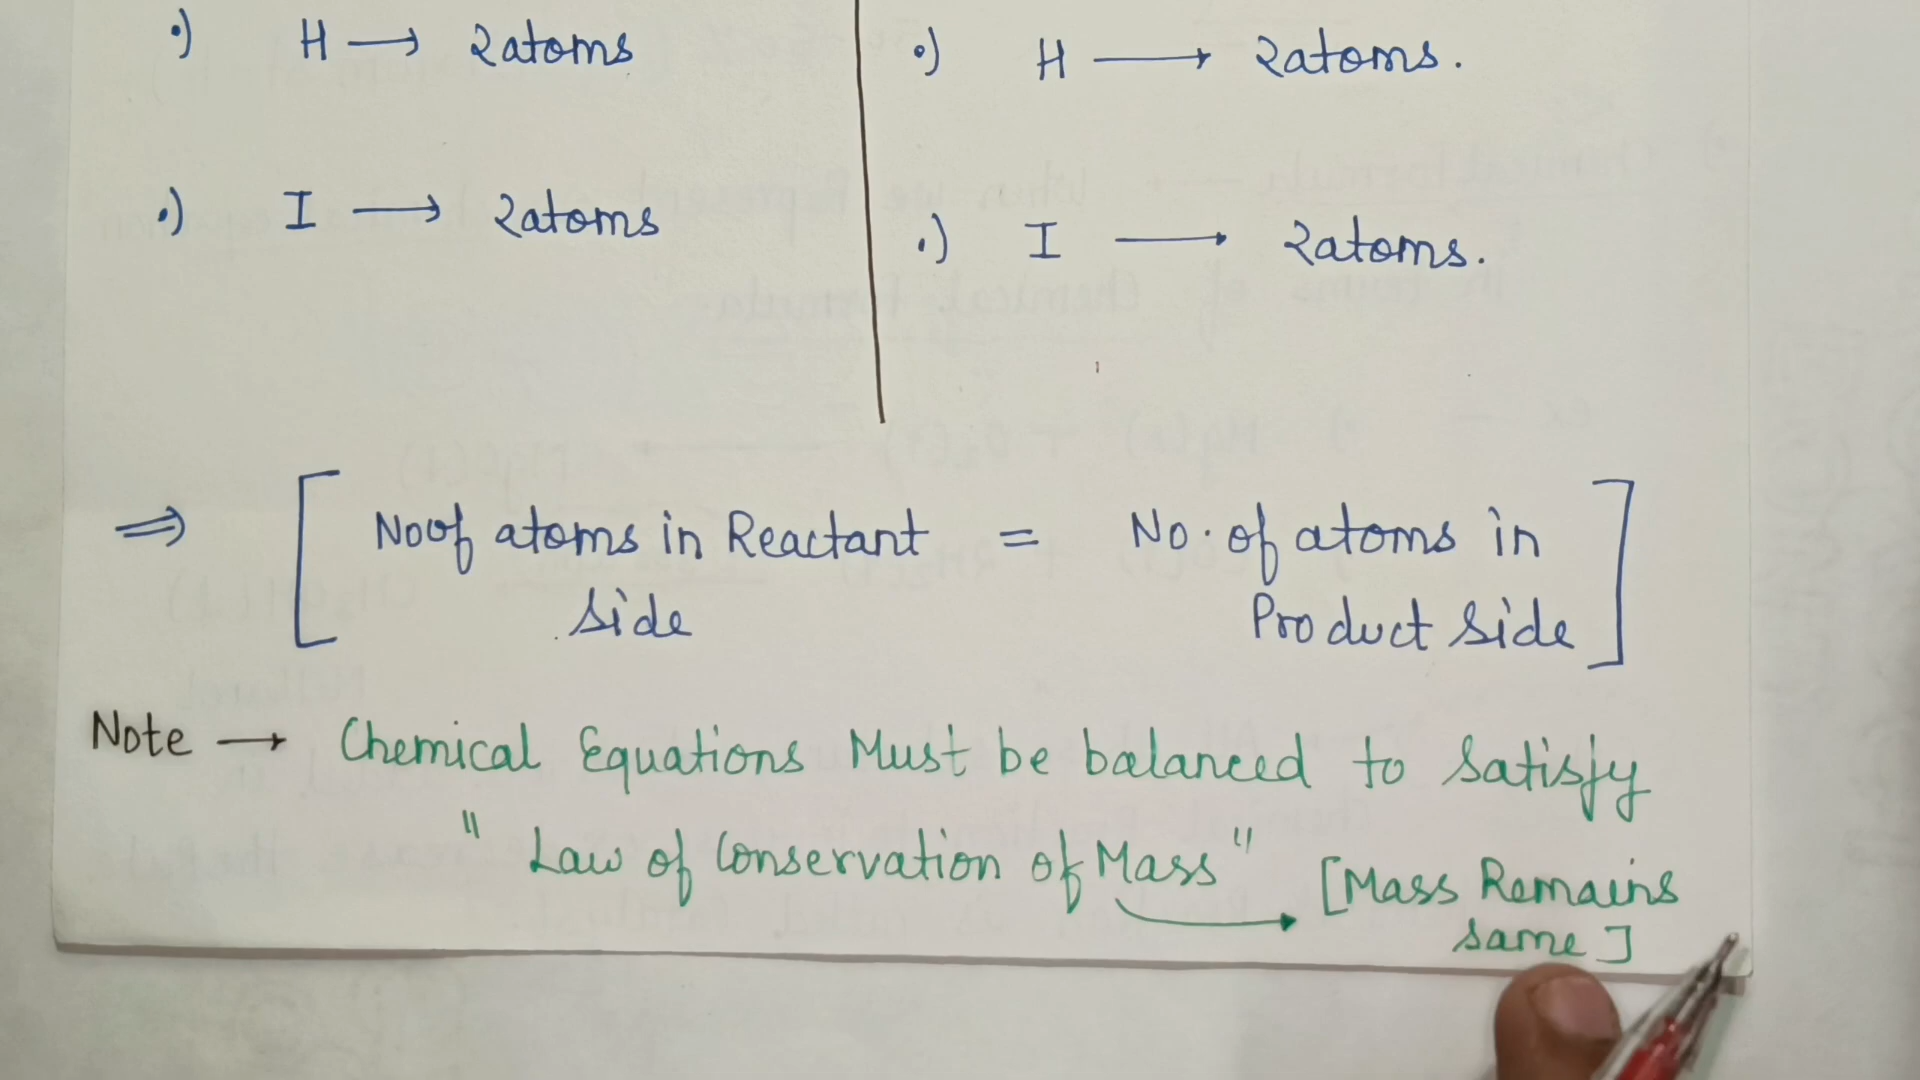 •) H → 2atoms
•) H → 2atoms.
•) I → 2atoms
•) I → 2atoms.
⇒ [ No of atoms in Reactant = No. of atoms in
side Product side ]
Note → Chemical Equations Must be balanced to satisfy
"Law of Conservation of Mass" → [Mass Remains
same]